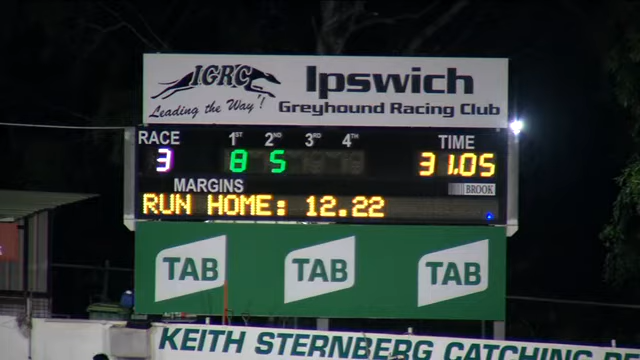 IGRC
Leading the Way!
Ipswich
Greyhound Racing Club
RACE 1ST 2ND 3RD 4TH TIME
3 8 5 31.05
MARGINS
BROOK
RUN HOME: 12.22
TAB TAB TAB
KEITH STERNBERG CATCHING